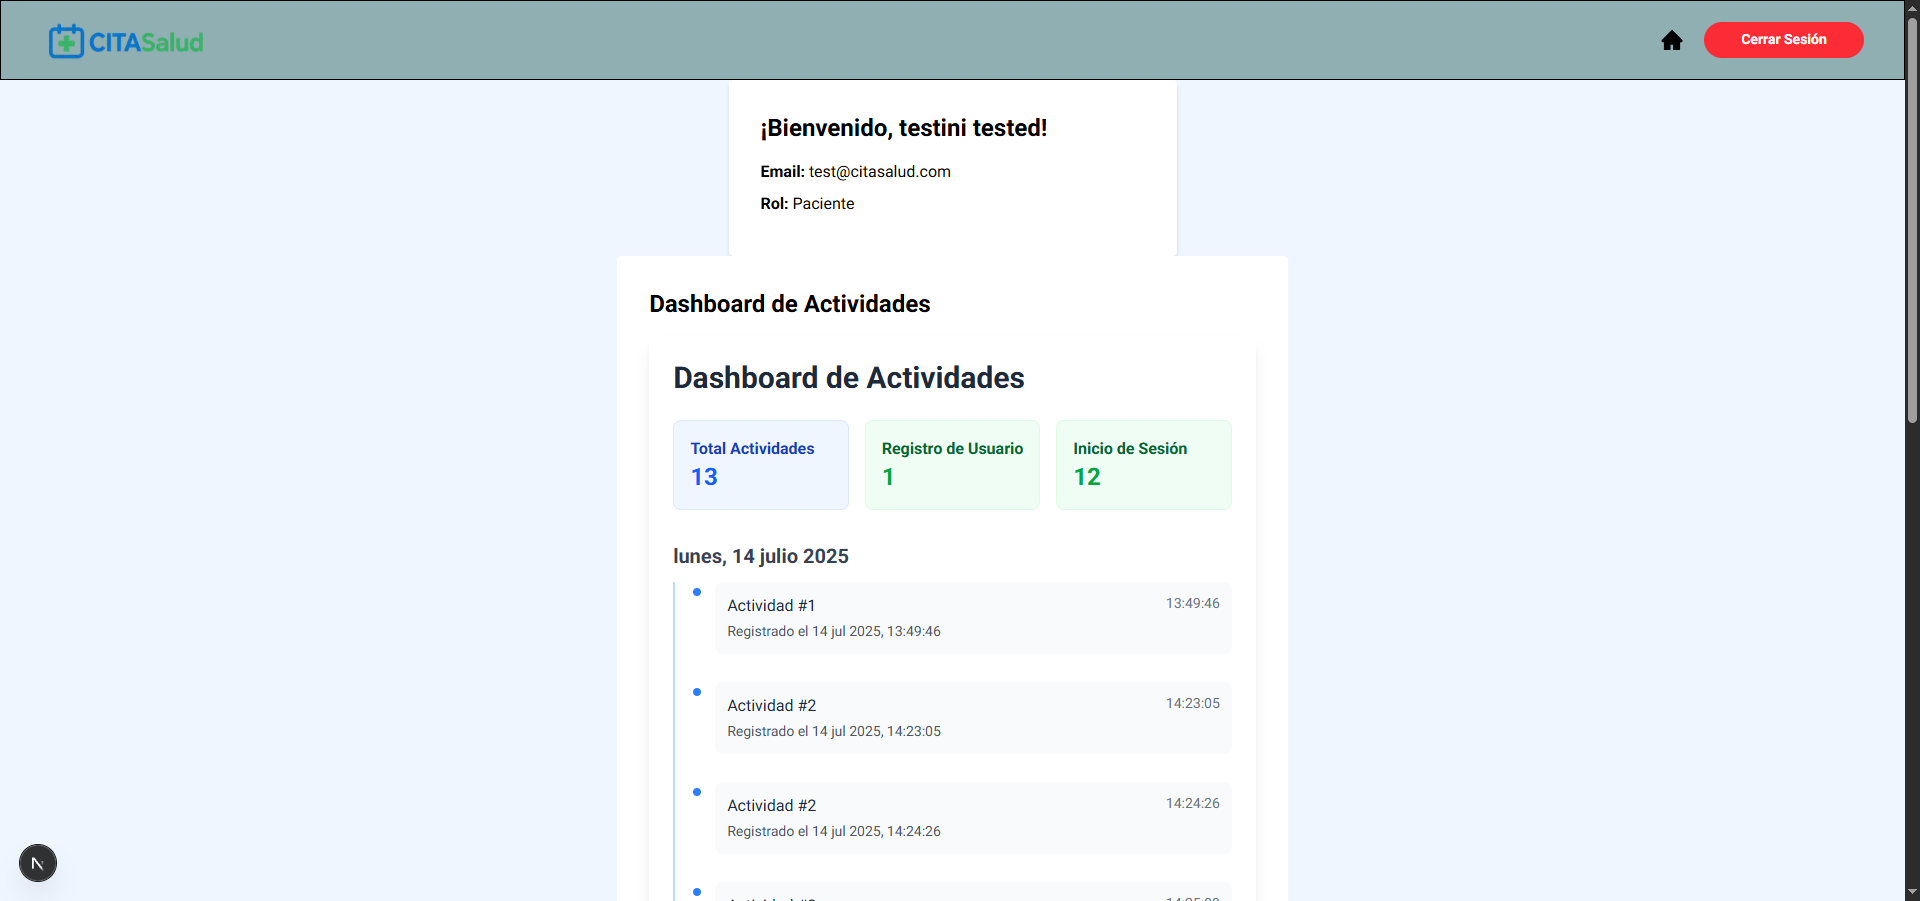 CITASalud
Cerrar Sesión
¡Bienvenido, testini tested!
Email: test@citasalud.com
Rol: Paciente
Dashboard de Actividades
Dashboard de Actividades
Total Actividades
13
Registro de Usuario
1
Inicio de Sesión
12
lunes, 14 julio 2025
Actividad #1
13:49:46
Registrado el 14 jul 2025, 13:49:46
Actividad #2
14:23:05
Registrado el 14 jul 2025, 14:23:05
Actividad #2
14:24:26
Registrado el 14 jul 2025, 14:24:26
N